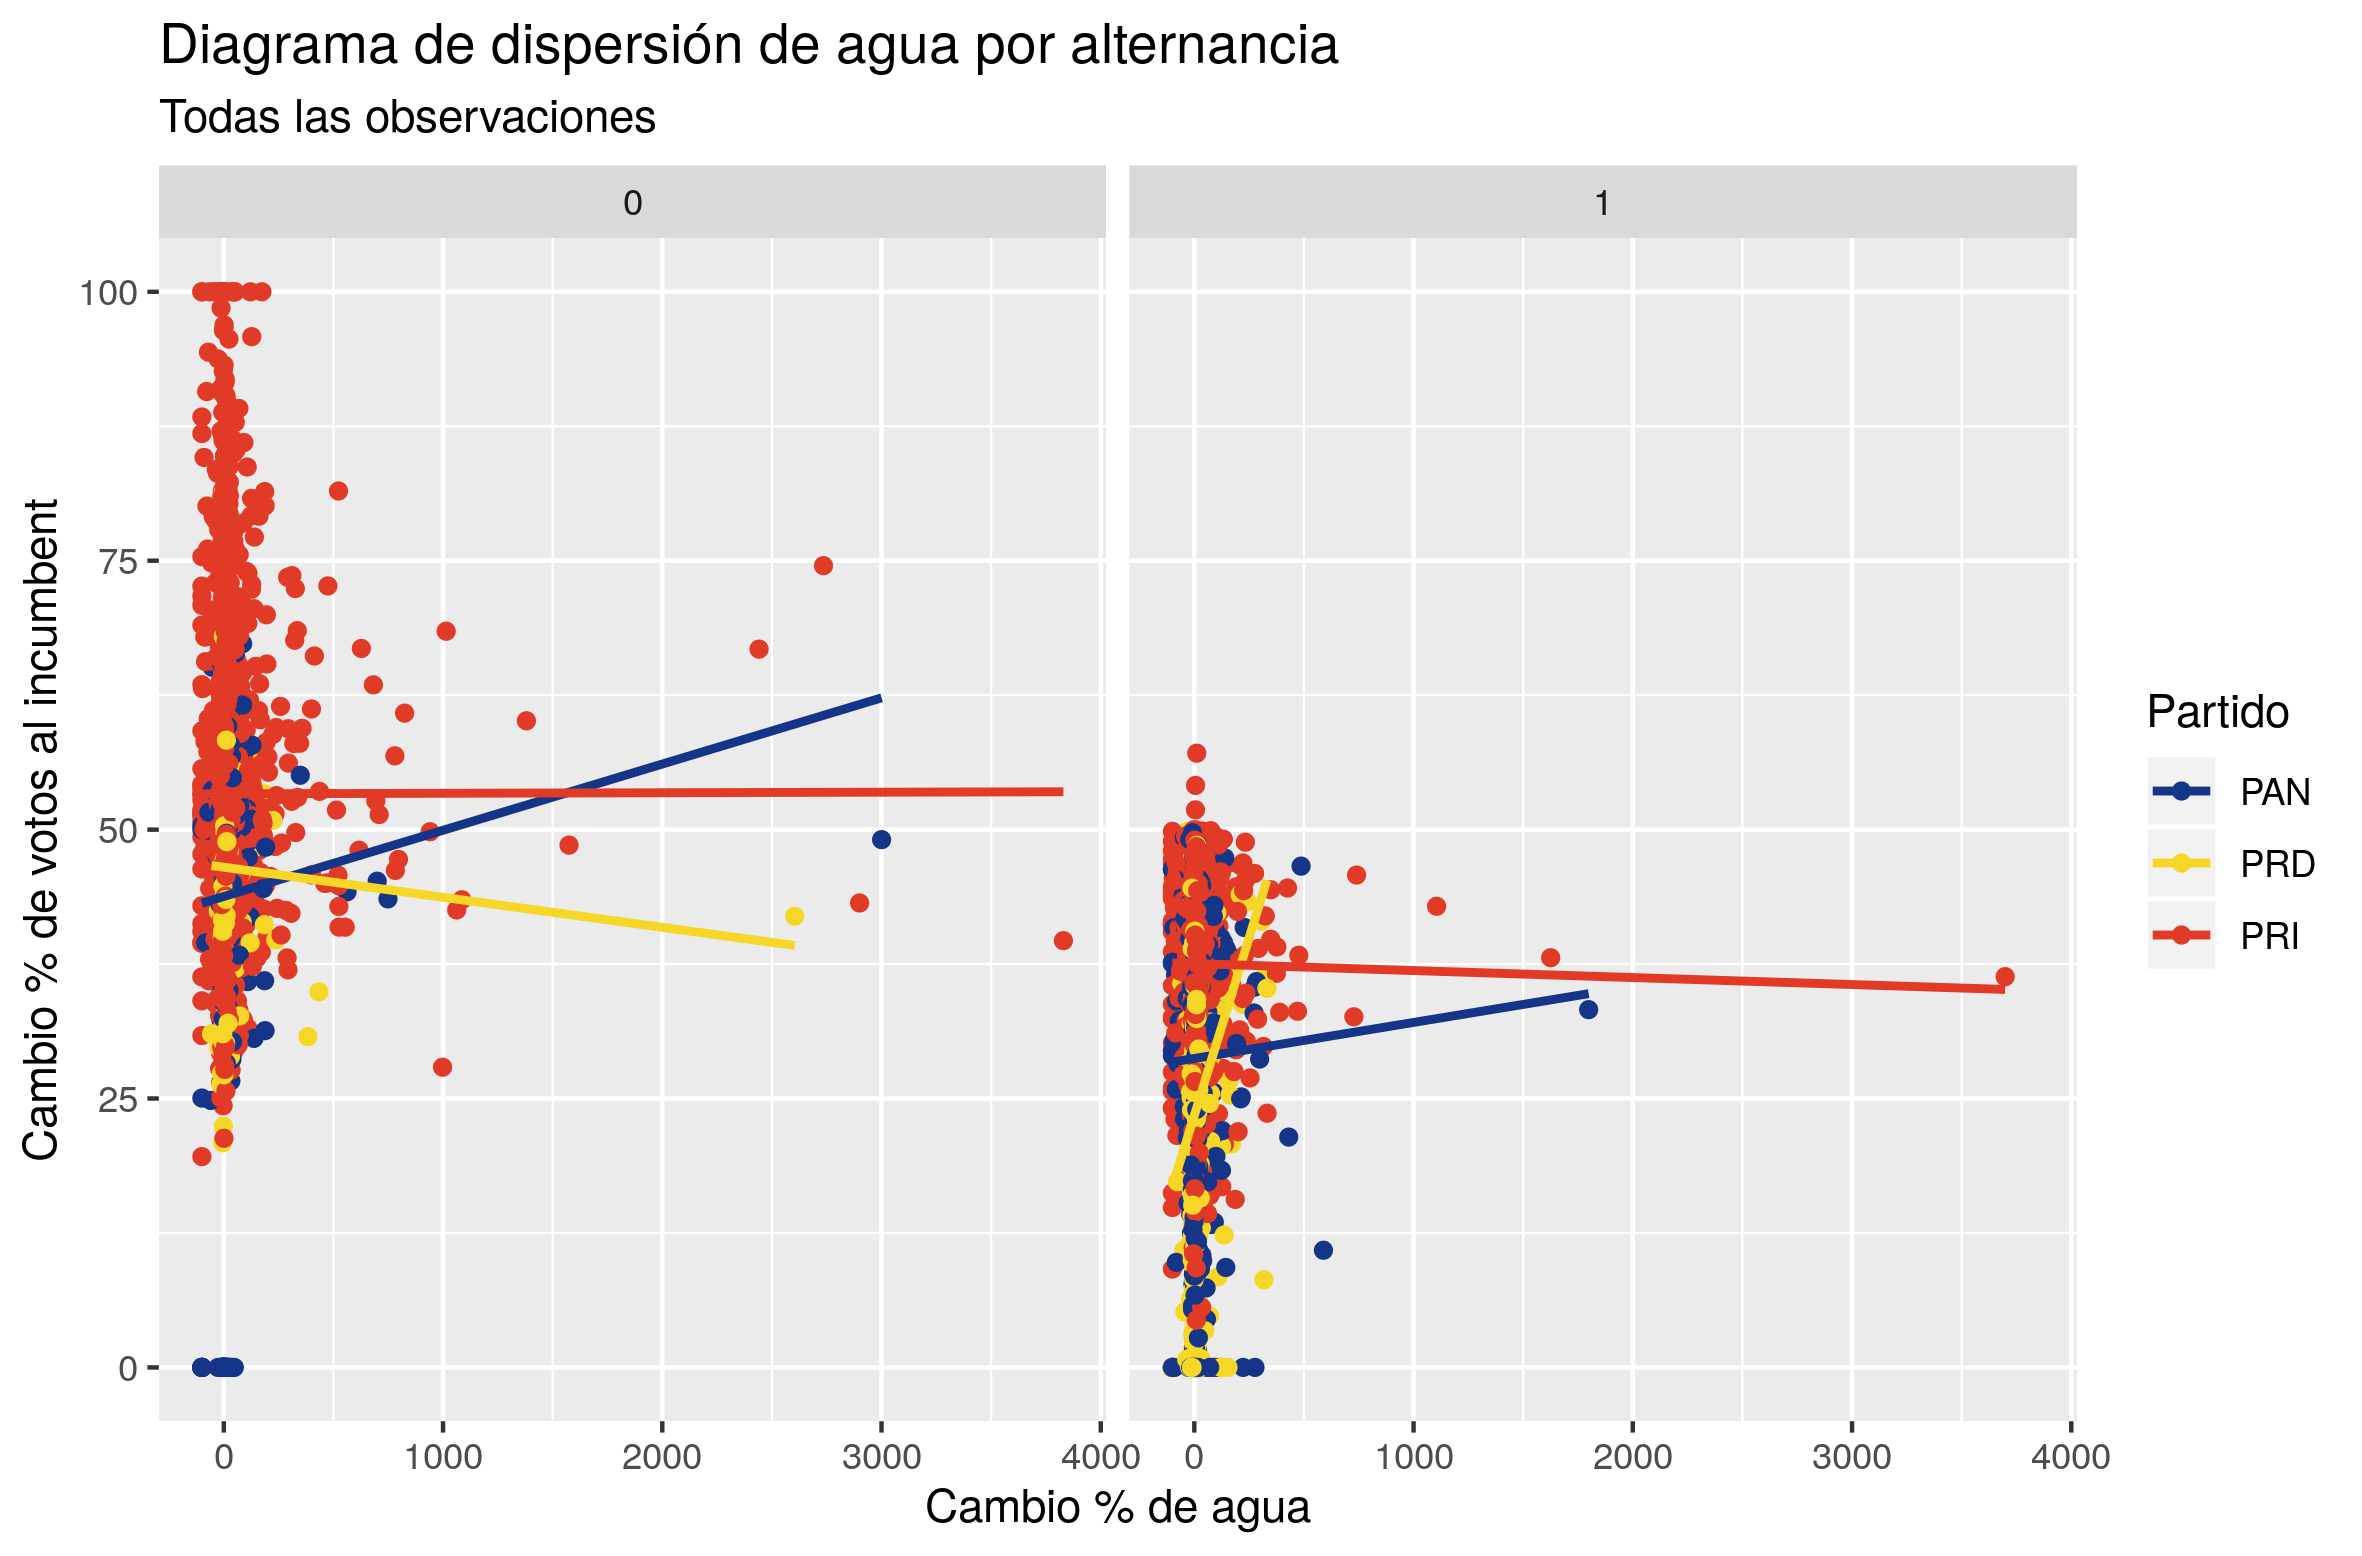 Diagrama de dispersión de agua por alternancia
Todas las observaciones
0
1
100
75
50
25
0
Cambio % de votos al incumbent
0 1000 2000 3000 4000
0 1000 2000 3000 4000
Cambio % de agua
Partido
PAN
PRD
PRI